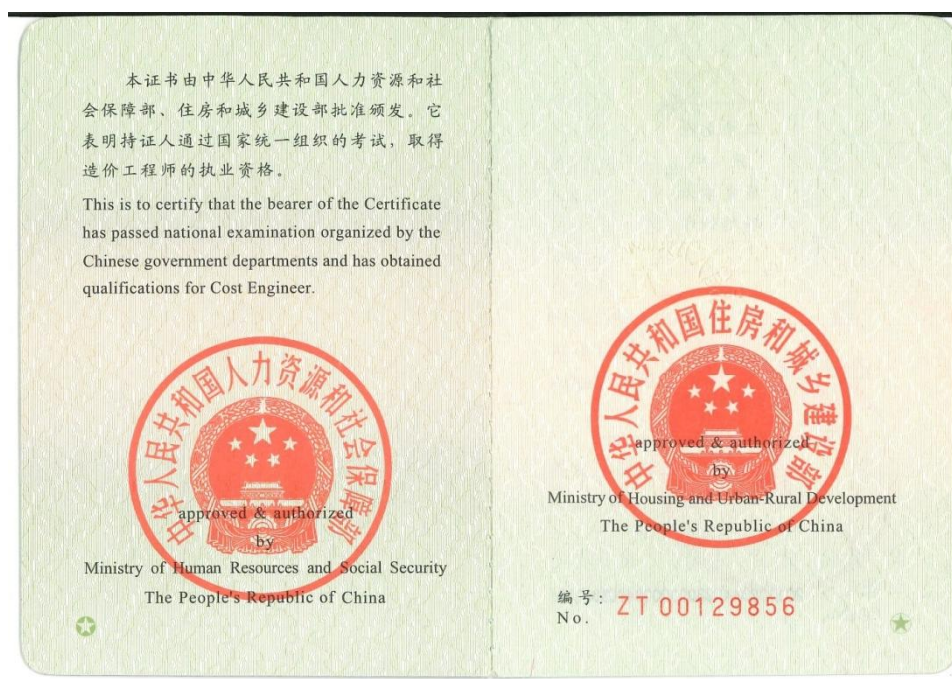 本证书由中华人民共和国人力资源和社
会保障部、住房和城乡建设部批准颁发。它
表明持证人通过国家统一组织的考试，取得
造价工程师的执业资格。
This is to certify that the bearer of the Certificate
has passed national examination organized by the
Chinese government departments and has obtained
qualifications for Cost Engineer.
中华人民共和国人力资源和社会保障部
approved & authorized
by
Ministry of Human Resources and Social Security
The People's Republic of China
中华人民共和国住房和城乡建设部
approved & authorized
by
Ministry of Housing and Urban-Rural Development
The People's Republic of China
编号:
No. ZT00129856